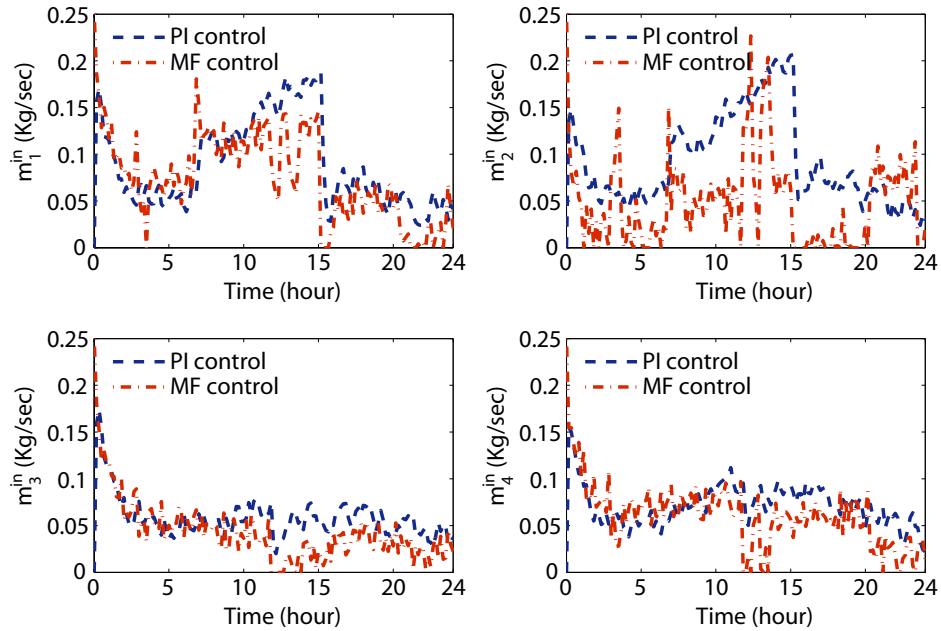 0.25
0.2
0.15
0.1
0.05
0
m₁ⁱⁿ (Kg/sec)
PI control
MF control
0 5 10 15 20 24
Time (hour)
0.25
0.2
0.15
0.1
0.05
0
m₂ⁱⁿ (Kg/sec)
PI control
MF control
0 5 10 15 20 24
Time (hour)
0.25
0.2
0.15
0.1
0.05
0
m₃ⁱⁿ (Kg/sec)
PI control
MF control
0 5 10 15 20 24
Time (hour)
0.25
0.2
0.15
0.1
0.05
0
m₄ⁱⁿ (Kg/sec)
PI control
MF control
0 5 10 15 20 24
Time (hour)